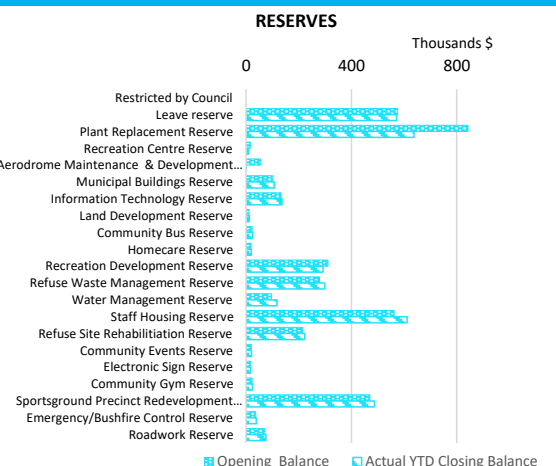 RESERVES
Thousands $
0 400 800
Restricted by Council
Leave reserve
Plant Replacement Reserve
Recreation Centre Reserve
Aerodrome Maintenance & Development...
Municipal Buildings Reserve
Information Technology Reserve
Land Development Reserve
Community Bus Reserve
Homecare Reserve
Recreation Development Reserve
Refuse Waste Management Reserve
Water Management Reserve
Staff Housing Reserve
Refuse Site Rehabilitiation Reserve
Community Events Reserve
Electronic Sign Reserve
Community Gym Reserve
Sportsground Precinct Redevelopment...
Emergency/Bushfire Control Reserve
Roadwork Reserve
Opening Balance Actual YTD Closing Balance